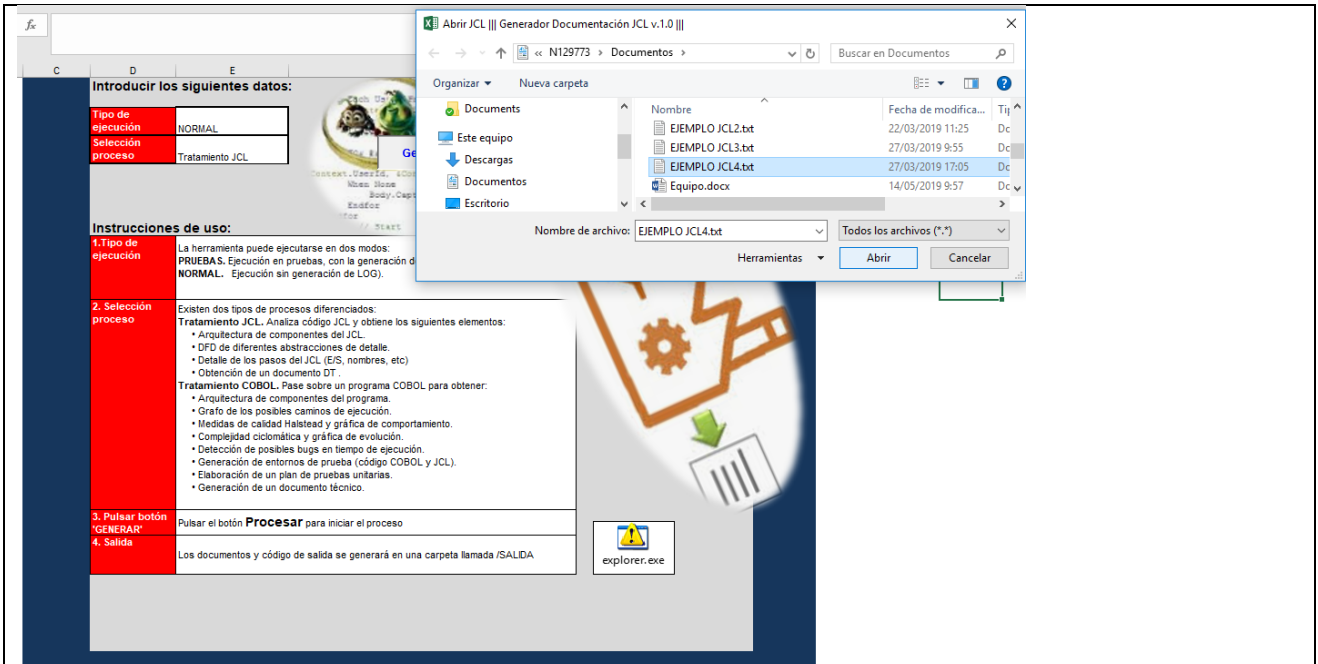 fx
Abrir JCL ||| Generador Documentación JCL v.1.0 |||
« N129773 > Documentos >
Buscar en Documentos
Organizar
Nueva carpeta
Documents
Este equipo
Descargas
Documentos
Escritorio
Nombre
Fecha de modifica...
EJEMPLO JCL2.txt
22/03/2019 11:25
EJEMPLO JCL3.txt
27/03/2019 9:55
EJEMPLO JCL4.txt
27/03/2019 17:05
Equipo.docx
14/05/2019 9:57
Nombre de archivo:
EJEMPLO JCL4.txt
Todos los archivos (*.*)
Herramientas
Abrir
Cancelar
C
D
E
Introducir los siguientes datos:
Tipo de ejecución
NORMAL
Selección proceso
Tratamiento JCL
Ge
When None
Endfor
// Start
Instrucciones de uso:
1.Tipo de ejecución
La herramienta puede ejecutarse en dos modos:
PRUEBAS. Ejecución en pruebas, con la generación d
NORMAL. Ejecución sin generación de LOG).
2. Selección proceso
Existen dos tipos de procesos diferenciados:
Tratamiento JCL. Analiza código JCL y obtiene los siguientes elementos:
• Arquitectura de componentes del JCL.
• DFD de diferentes abstracciones de detalle.
• Detalle de los pasos del JCL (E/S, nombres, etc)
• Obtención de un documento DT .
Tratamiento COBOL. Pase sobre un programa COBOL para obtener:
• Arquitectura de componentes del programa.
• Grafo de los posibles caminos de ejecución.
• Medidas de calidad Halstead y gráfica de comportamiento.
• Complejidad ciclomática y gráfica de evolución.
• Detección de posibles bugs en tiempo de ejecución.
• Generación de entornos de prueba (código COBOL y JCL).
• Elaboración de un plan de pruebas unitarias.
• Generación de un documento técnico.
3. Pulsar botón 'GENERAR'
Pulsar el botón Procesar para iniciar el proceso
4. Salida
Los documentos y código de salida se generará en una carpeta llamada /SALIDA
explorer.exe